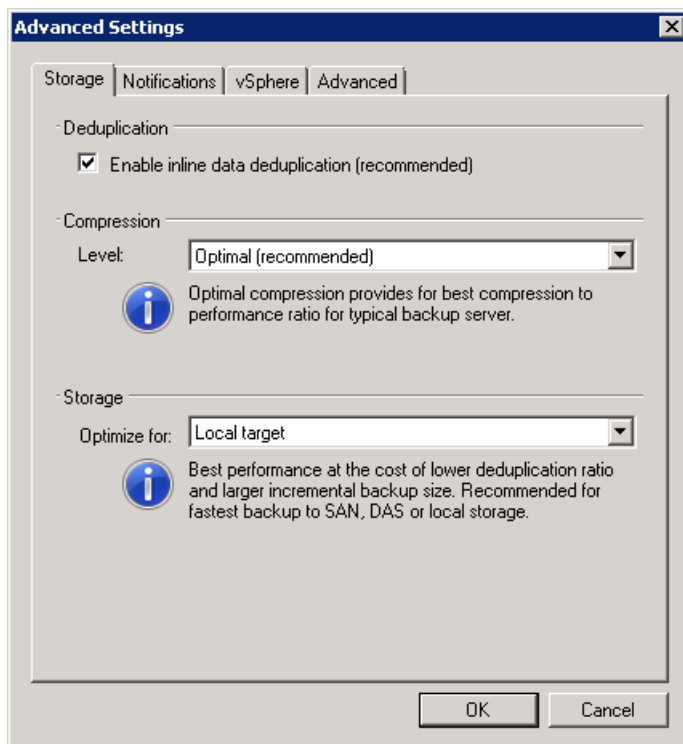 Advanced Settings
Storage Notifications vSphere Advanced
Deduplication
Enable inline data deduplication (recommended)
Compression
Level: Optimal (recommended)
Optimal compression provides for best compression to
performance ratio for typical backup server.
Storage
Optimize for: Local target
Best performance at the cost of lower deduplication ratio
and larger incremental backup size. Recommended for
fastest backup to SAN, DAS or local storage.
OK Cancel